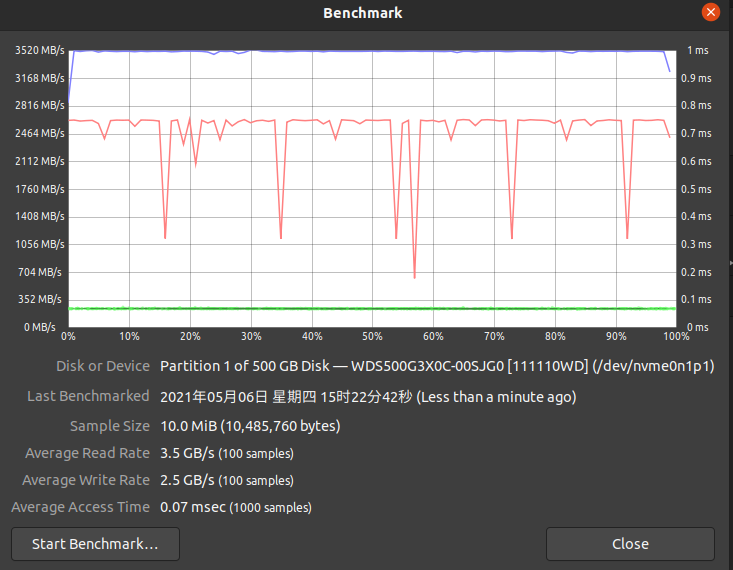 Benchmark
3520 MB/s
3168 MB/s
2816 MB/s
2464 MB/s
2112 MB/s
1760 MB/s
1408 MB/s
1056 MB/s
704 MB/s
352 MB/s
0 MB/s
1 ms
0.9 ms
0.8 ms
0.7 ms
0.6 ms
0.5 ms
0.4 ms
0.3 ms
0.2 ms
0.1 ms
0 ms
0% 10% 20% 30% 40% 50% 60% 70% 80% 90% 100%
Disk or Device Partition 1 of 500 GB Disk — WDS500G3X0C-00SJG0 [111110WD] (/dev/nvme0n1p1)
Last Benchmarked 2021年05月06日 星期四 15时22分42秒 (Less than a minute ago)
Sample Size 10.0 MiB (10,485,760 bytes)
Average Read Rate 3.5 GB/s (100 samples)
Average Write Rate 2.5 GB/s (100 samples)
Average Access Time 0.07 msec (1000 samples)
Start Benchmark… Close